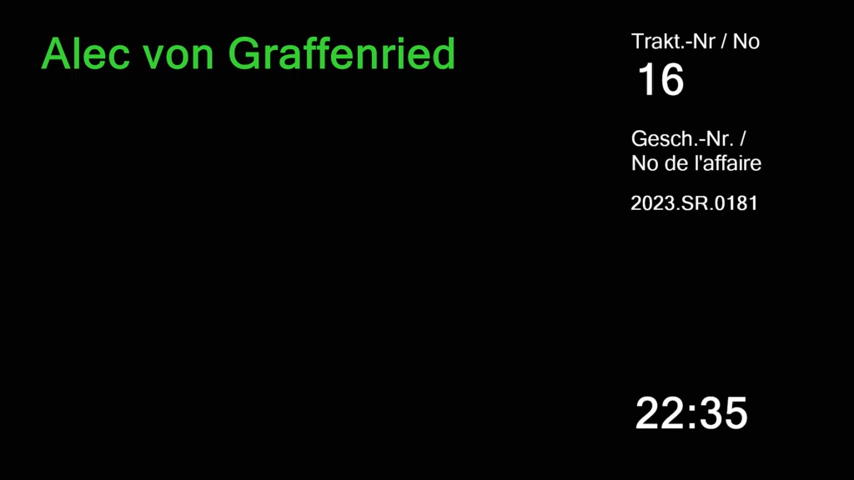 Alec von Graffenried
Trakt.-Nr / No
16
Gesch.-Nr. /
No de l'affaire
2023.SR.0181
22:35